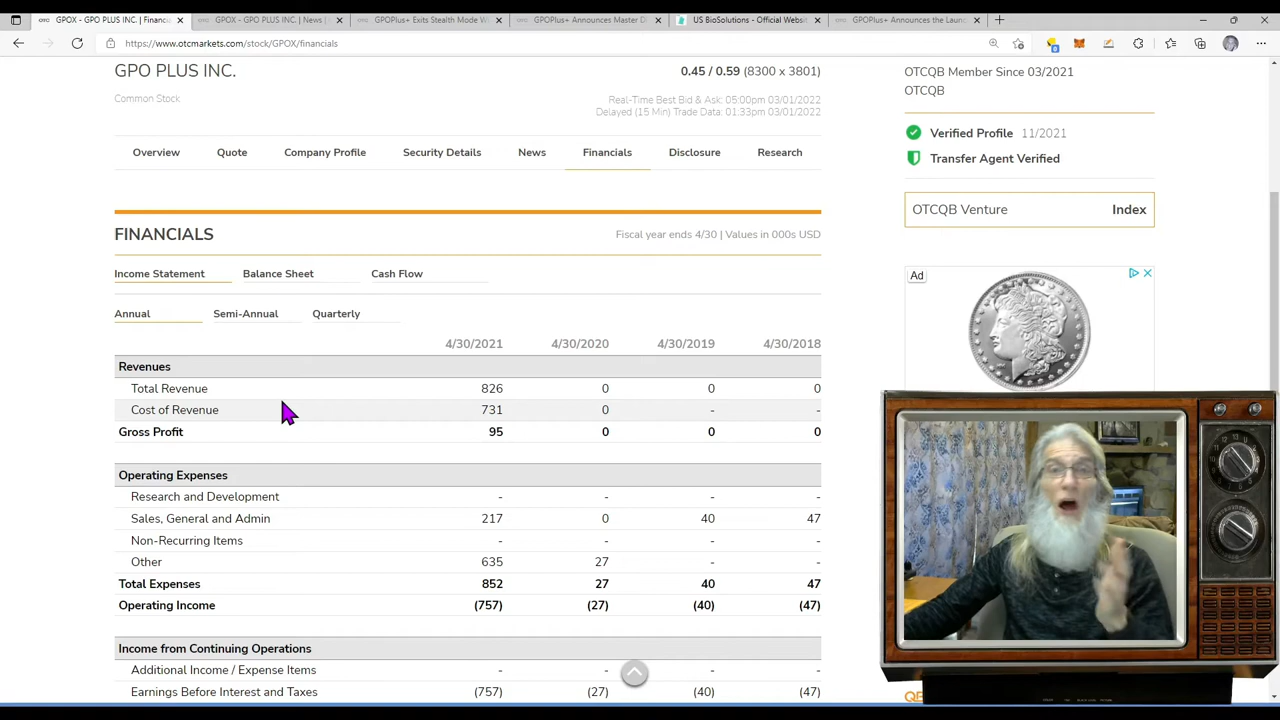 GPOX - GPO PLUS INC. | Financi
GPOX - GPO PLUS INC. | News |
GPOPlus+ Exits Stealth Mode W
GPOPlus+ Announces Master D
US BioSolutions - Official Websit
GPOPlus+ Announces the Launc
https://www.otcmarkets.com/stock/GPOX/financials
GPO PLUS INC.
0.45 / 0.59 (8300 x 3801)
Common Stock
Real-Time Best Bid & Ask: 05:00pm 03/01/2022
Delayed (15 Min) Trade Data: 01:33pm 03/01/2022
OTCQB Member Since 03/2021
OTCQB
Verified Profile 11/2021
Transfer Agent Verified
Overview Quote Company Profile Security Details News Financials Disclosure Research
OTCQB Venture Index
FINANCIALS
Fiscal year ends 4/30 | Values in 000s USD
Income Statement Balance Sheet Cash Flow
Ad
Annual Semi-Annual Quarterly
4/30/2021 4/30/2020 4/30/2019 4/30/2018
Revenues
Total Revenue 826 0 0 0
Cost of Revenue 731 0 - -
Gross Profit 95 0 0 0
Operating Expenses
Research and Development - - - -
Sales, General and Admin 217 0 40 47
Non-Recurring Items - - - -
Other 635 27 - -
Total Expenses 852 27 40 47
Operating Income (757) (27) (40) (47)
Income from Continuing Operations
Additional Income / Expense Items - - - -
Earnings Before Interest and Taxes (757) (27) (40) (47)